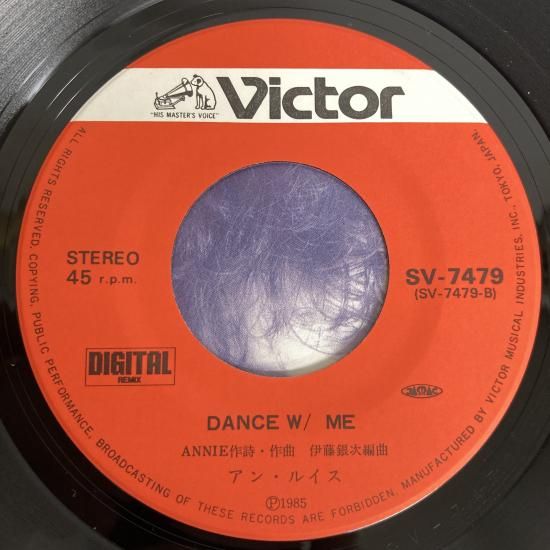 "HIS MASTER'S VOICE"
Victor
STEREO
45 r.p.m.
SV-7479
(SV-7479-B)
DIGITAL
REMIX
JASRAC
DANCE W/ ME
ANNIE作詩・作曲 伊藤銀次編曲
アン・ルイス
Ⓟ1985
ALL RIGHTS RESERVED. COPYING, PUBLIC PERFORMANCE, BROADCASTING OF THESE RECORDS ARE FORBIDDEN. MANUFACTURED BY VICTOR MUSICAL INDUSTRIES, INC., TOKYO, JAPAN.